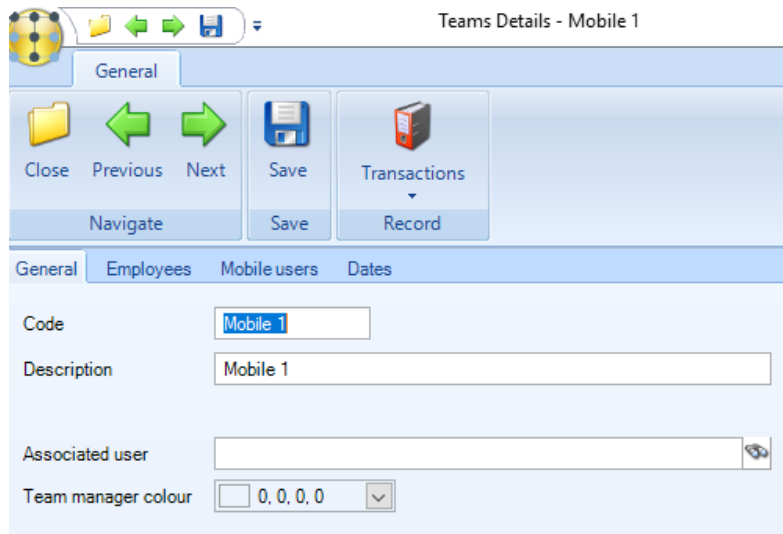 Teams Details - Mobile 1
General
Close Previous Next Save Transactions
Navigate Save Record
General Employees Mobile users Dates
Code Mobile 1
Description Mobile 1
Associated user
Team manager colour 0, 0, 0, 0